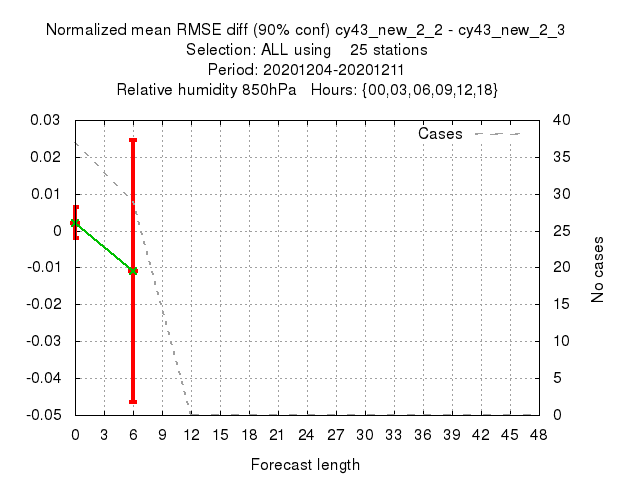 Normalized mean RMSE diff (90% conf) cy43_new_2_2 - cy43_new_2_3
Selection: ALL using    25 stations
Period: 20201204-20201211
Relative humidity 850hPa   Hours: {00,03,06,09,12,18}
0.03
0.02
0.01
0
-0.01
-0.02
-0.03
-0.04
-0.05
Cases
40
35
30
25
20
15
10
5
0
No cases
0 3 6 9 12 15 18 21 24 27 30 33 36 39 42 45 48
Forecast length